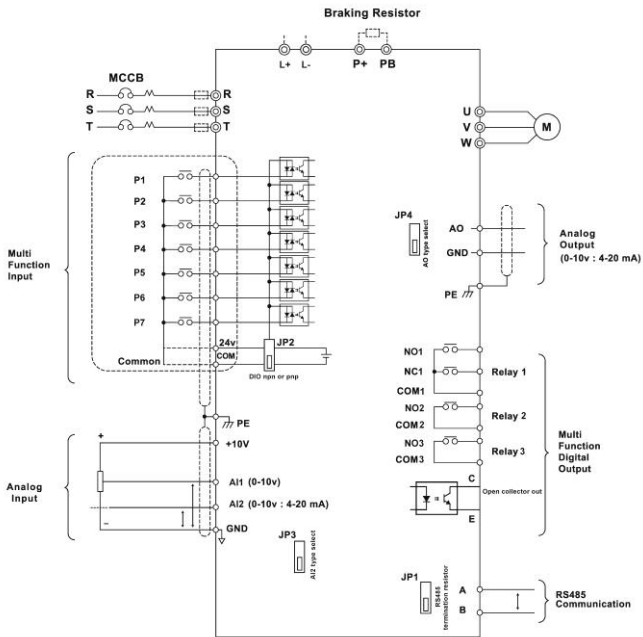 Braking Resistor
L+ L- P+ PB
MCCB
R R
S S
T T
U
V
W
M
P1
P2
P3
P4
P5
P6
P7
Multi
Function
Input
24v
COM.
Common
JP2
DIO npn or pnp
PE
+
+10V
AI1 (0-10v)
AI2 (0-10v : 4-20 mA)
–
GND
Analog
Input
JP3
AI2 type select
JP4
AO type select
AO
GND
PE
Analog
Output
(0-10v : 4-20 mA)
NO1
NC1
COM1
Relay 1
NO2
COM2
Relay 2
NO3
COM3
Relay 3
C
Open collector out
E
Multi
Function
Digital
Output
JP1
RS485
termination resistor
A
B
RS485
Communication